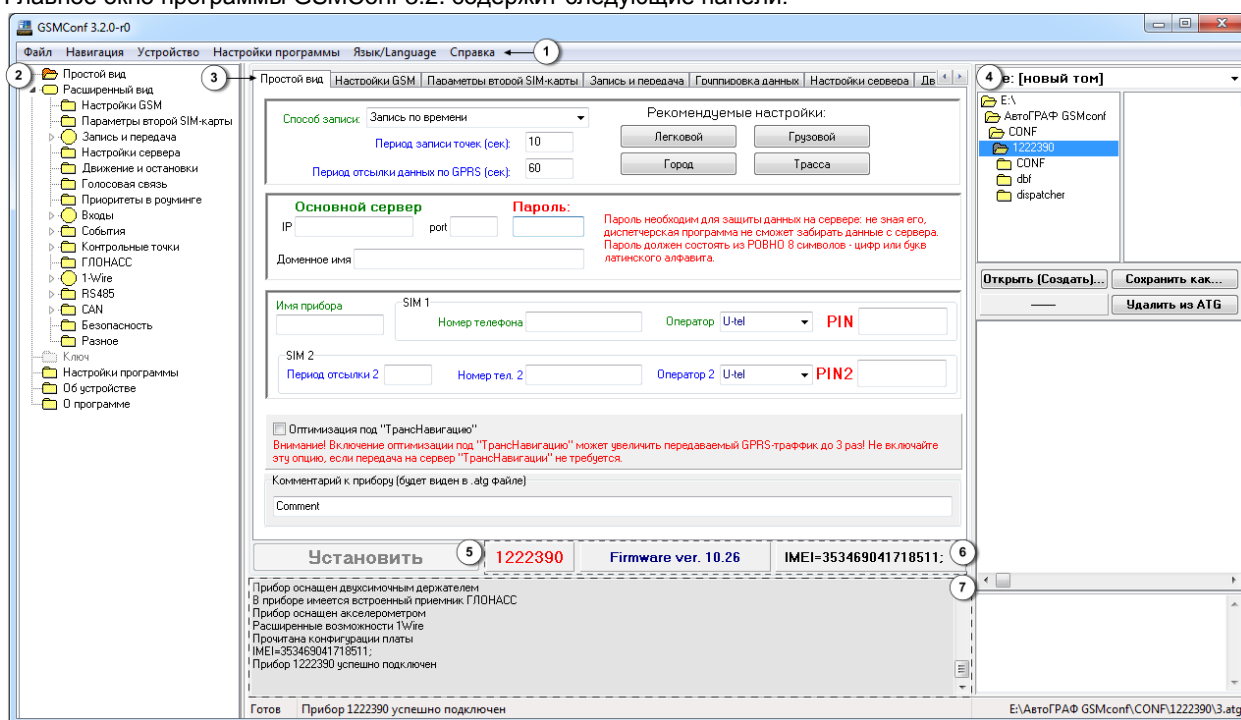 Главное окно программы GSMConf 3.2. содержит следующие панели:
GSMConf 3.2.0-r0
Файл Навигация Устройство Настройки программы Язык/Language Справка
1
2
Простой вид
Расширенный вид
Настройки GSM
Параметры второй SIM-карты
Запись и передача
Настройки сервера
Движение и остановки
Голосовая связь
Приоритеты в роуминге
Входы
События
Контрольные точки
ГЛОНАСС
1-Wire
RS485
CAN
Безопасность
Разное
Ключ
Настройки программы
Об устройстве
О программе
3
Простой вид Настройки GSM Параметры второй SIM-карты Запись и передача Группировка данных Настройки сервера Дв
Способ записи: Запись по времени
Период записи точек (сек): 10
Период отсылки данных по GPRS (сек): 60
Рекомендуемые настройки:
Легковой Грузовой
Город Трасса
Основной сервер Пароль:
IP port
Доменное имя
Пароль необходим для защиты данных на сервере: не зная его,
диспетчерская программа не сможет забирать данные с сервера.
Пароль должен состоять из РОВНО 8 символов - цифр или букв
латинского алфавита.
Имя прибора
SIM 1
Номер телефона Оператор U-tel PIN
SIM 2
Период отсылки 2 Номер тел. 2 Оператор 2 U-tel PIN2
Оптимизация под "ТрансНавигацию"
Внимание! Включение оптимизации под "ТрансНавигацию" может увеличить передаваемый GPRS-траффик до 3 раз! Не включайте
эту опцию, если передача на сервер "ТрансНавигации" не требуется.
Комментарий к прибору (будет виден в .atg файле)
Comment
Установить 5 1222390 Firmware ver. 10.26 IMEI=353469041718511; 6
7
Прибор оснащен двухсимочным держателем
В приборе имеется встроенный приемник ГЛОНАСС
Прибор оснащен акселерометром
Расширенные возможности 1Wire
Прочитана конфигурации платы
IMEI=353469041718511;
Прибор 1222390 успешно подключен
4
e: [новый том]
E:\
АвтоГРАФ GSMconf
CONF
1222390
CONF
dbf
dispatcher
Открыть (Создать)... Сохранить как...
Удалить из ATG
Готов Прибор 1222390 успешно подключен E:\АвтоГРАФ GSMconf\CONF\1222390\3.atg